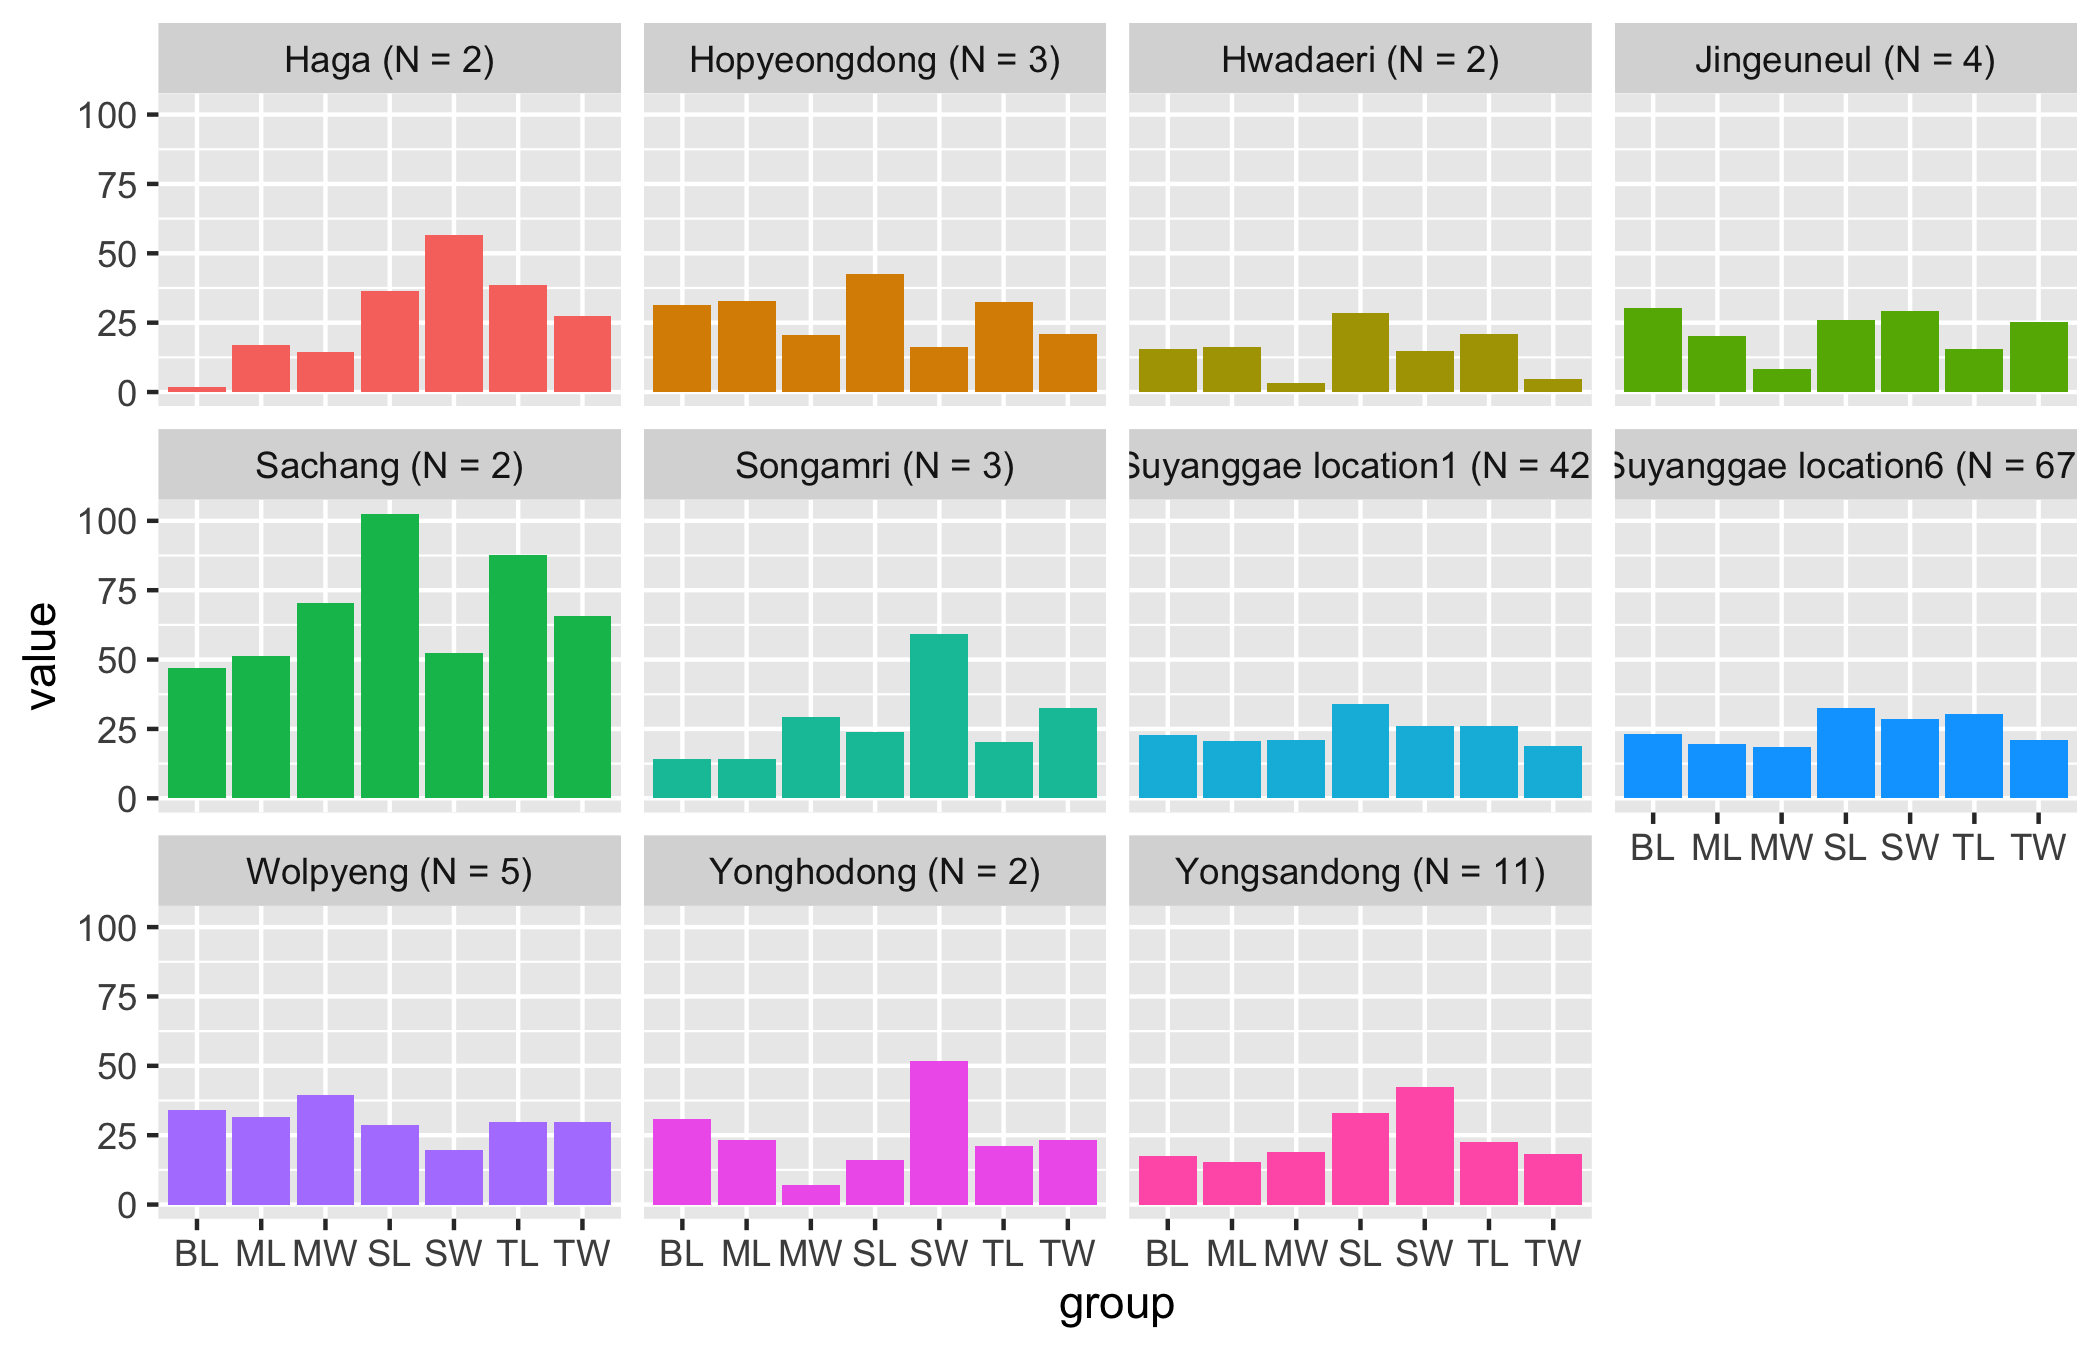 Haga (N = 2) Hopyeongdong (N = 3) Hwadaeri (N = 2) Jingeuneul (N = 4)
100
75
50
25
0
Sachang (N = 2) Songamri (N = 3) Suyanggae location1 (N = 42 Suyanggae location6 (N = 67
100
75
50
25
0
value
BL ML MW SL SW TL TW
Wolpyeng (N = 5) Yonghodong (N = 2) Yongsandong (N = 11)
100
75
50
25
0
BL ML MW SL SW TL TW BL ML MW SL SW TL TW BL ML MW SL SW TL TW
group